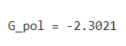 G_pol = -2.3021